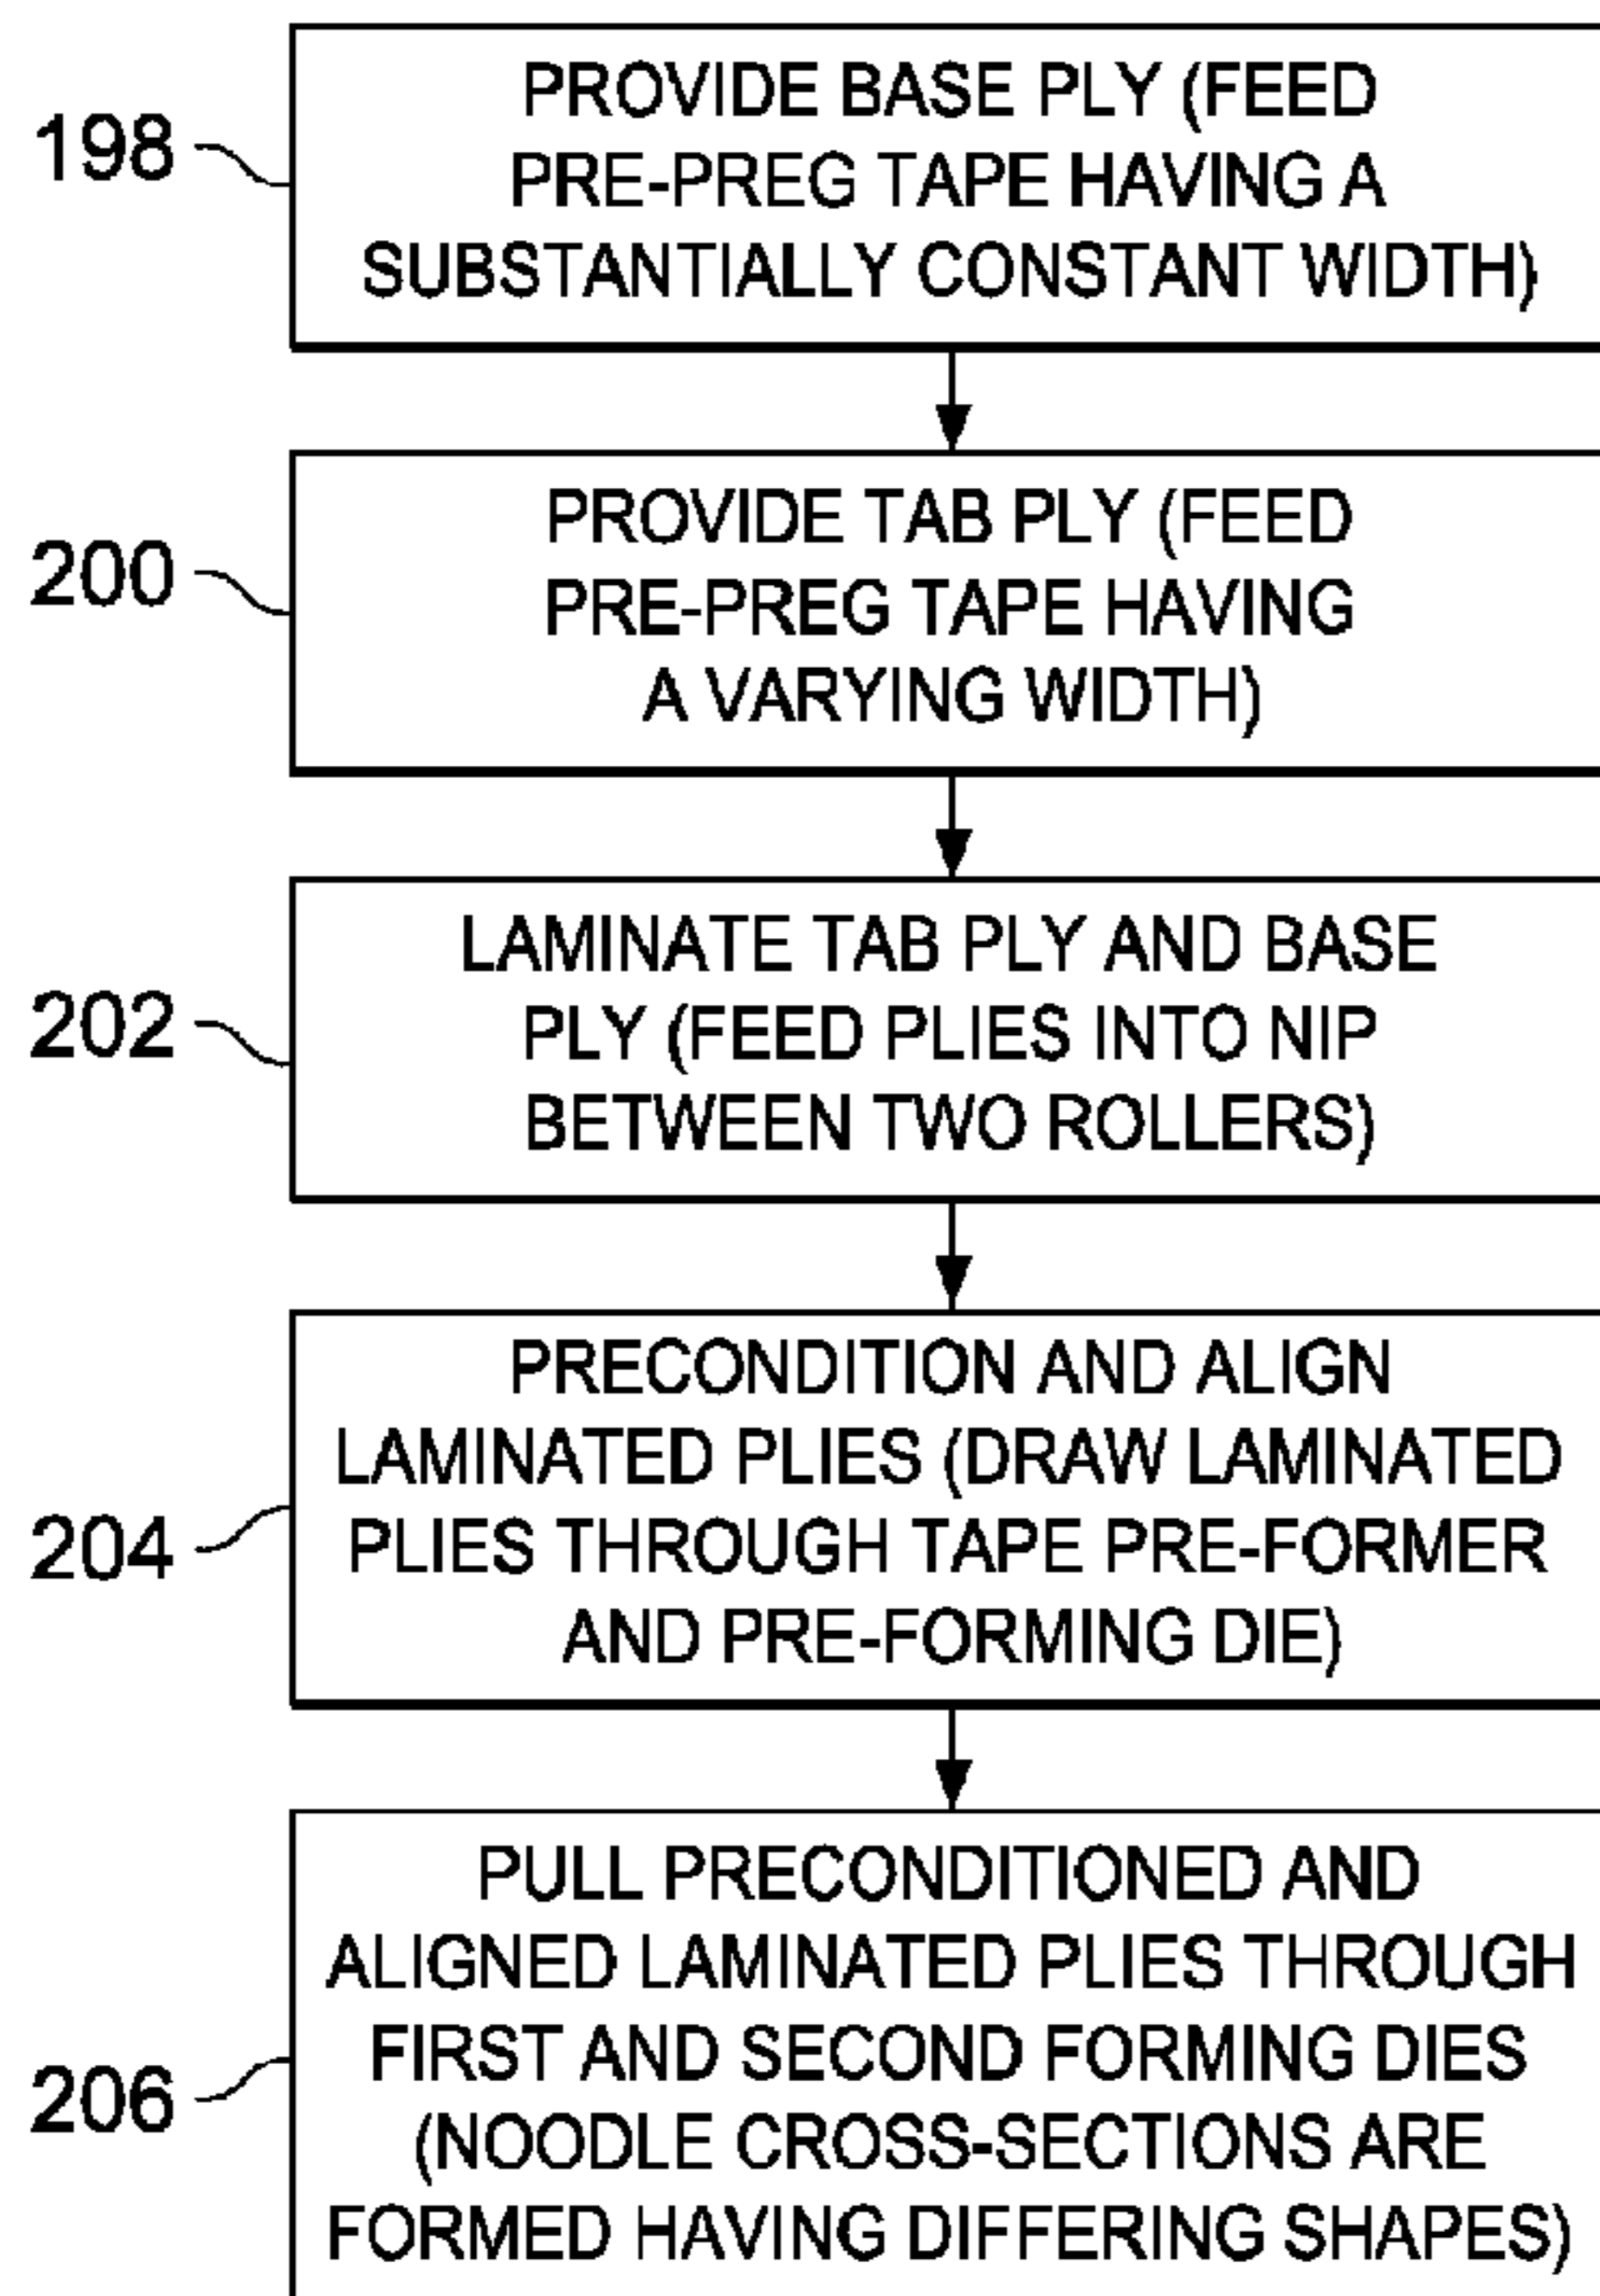 198
PROVIDE BASE PLY (FEED
PRE-PREG TAPE HAVING A
SUBSTANTIALLY CONSTANT WIDTH)
200
PROVIDE TAB PLY (FEED
PRE-PREG TAPE HAVING
A VARYING WIDTH)
202
LAMINATE TAB PLY AND BASE
PLY (FEED PLIES INTO NIP
BETWEEN TWO ROLLERS)
204
PRECONDITION AND ALIGN
LAMINATED PLIES (DRAW LAMINATED
PLIES THROUGH TAPE PRE-FORMER
AND PRE-FORMING DIE)
206
PULL PRECONDITIONED AND
ALIGNED LAMINATED PLIES THROUGH
FIRST AND SECOND FORMING DIES
(NOODLE CROSS-SECTIONS ARE
FORMED HAVING DIFFERING SHAPES)